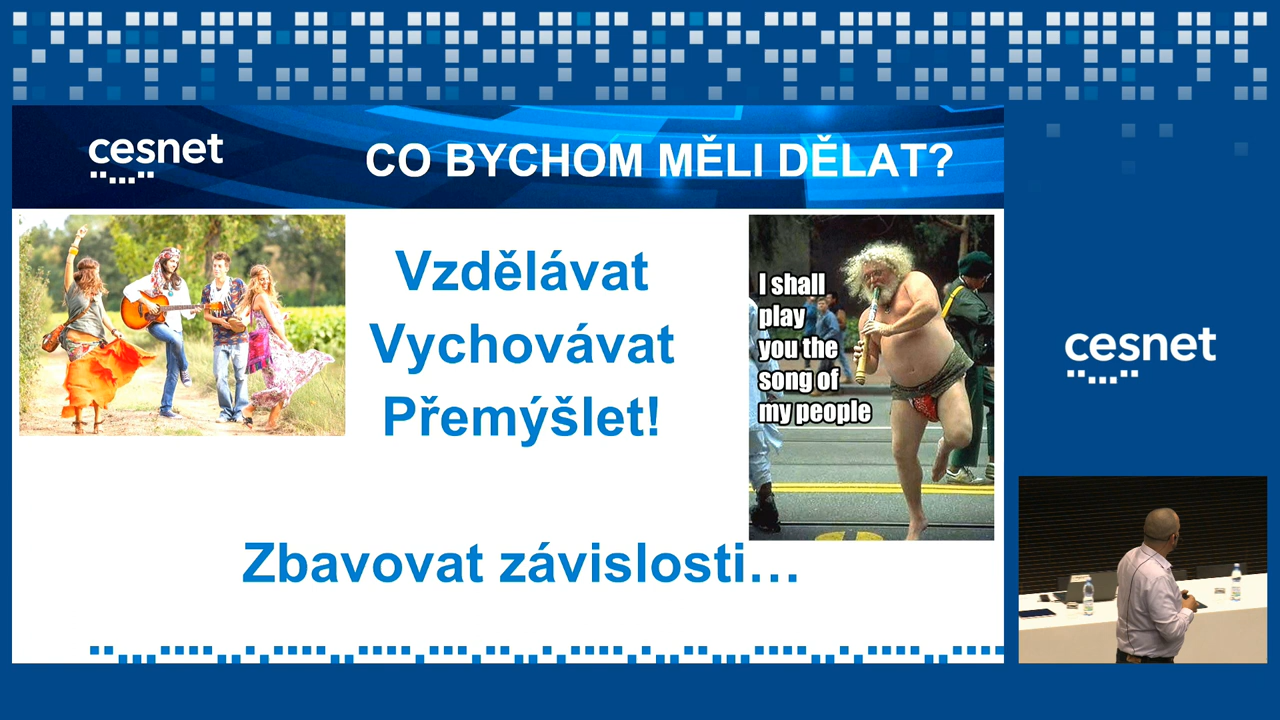 cesnet
CO BYCHOM MĚLI DĚLAT?
Vzdělávat
Vychovávat
Přemýšlet!
I shall
play
you the
song of
my people
Zbavovat závislosti...
cesnet